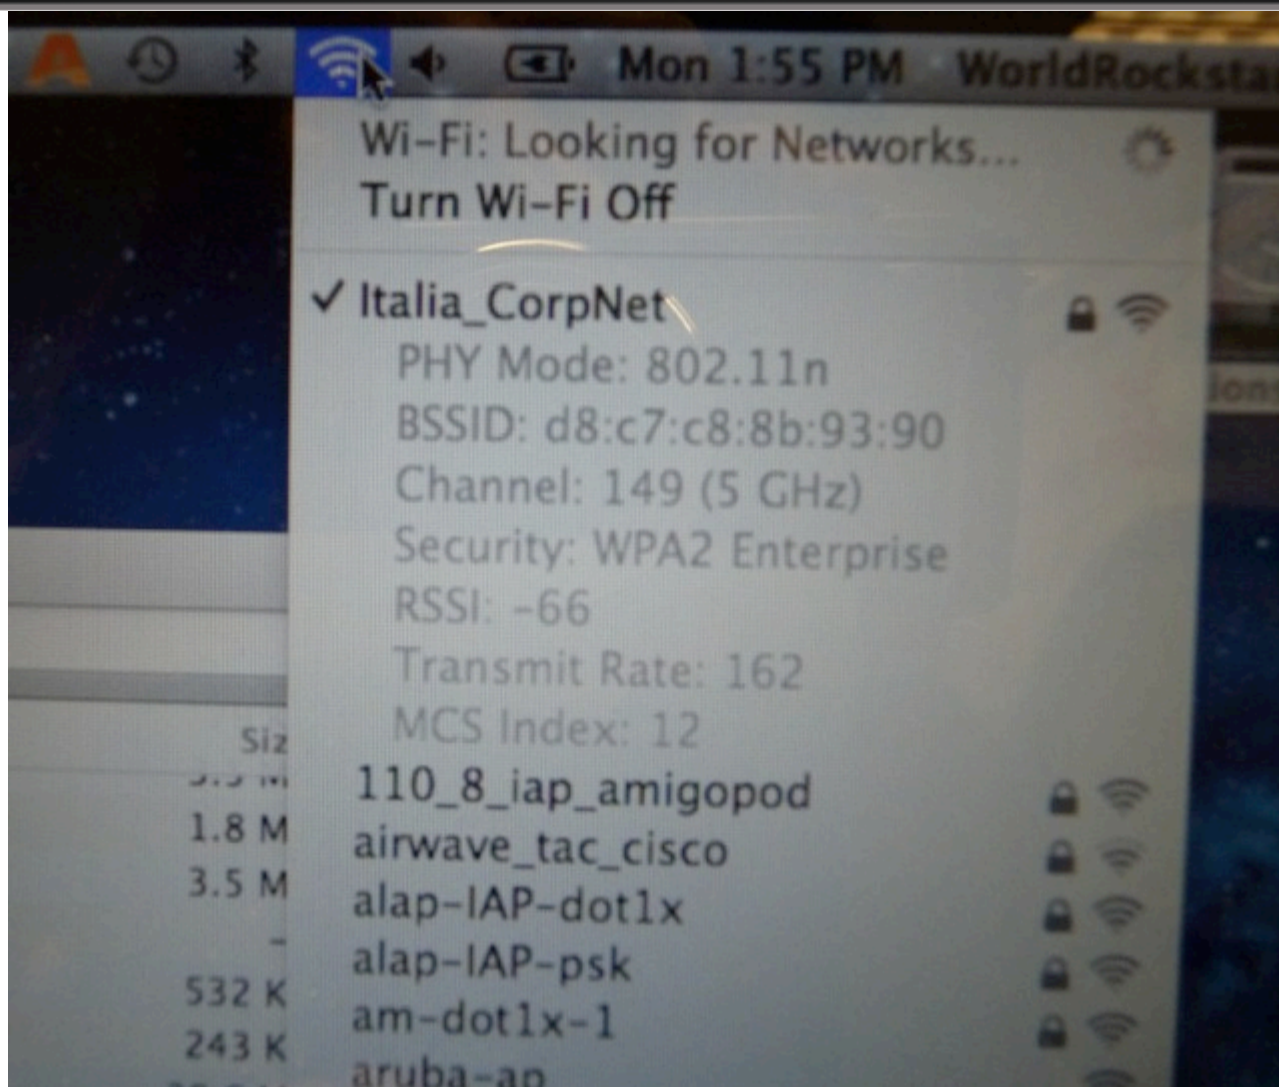 Mon 1:55 PM WorldRocksta
Wi-Fi: Looking for Networks...
Turn Wi-Fi Off
✓ Italia_CorpNet
PHY Mode: 802.11n
BSSID: d8:c7:c8:8b:93:90
Channel: 149 (5 GHz)
Security: WPA2 Enterprise
RSSI: -66
Transmit Rate: 162
MCS Index: 12
110_8_iap_amigopod
airwave_tac_cisco
alap-IAP-dot1x
alap-IAP-psk
am-dot1x-1
aruba-ap
Siz
1.8 M
3.5 M
-
532 K
243 K
ions